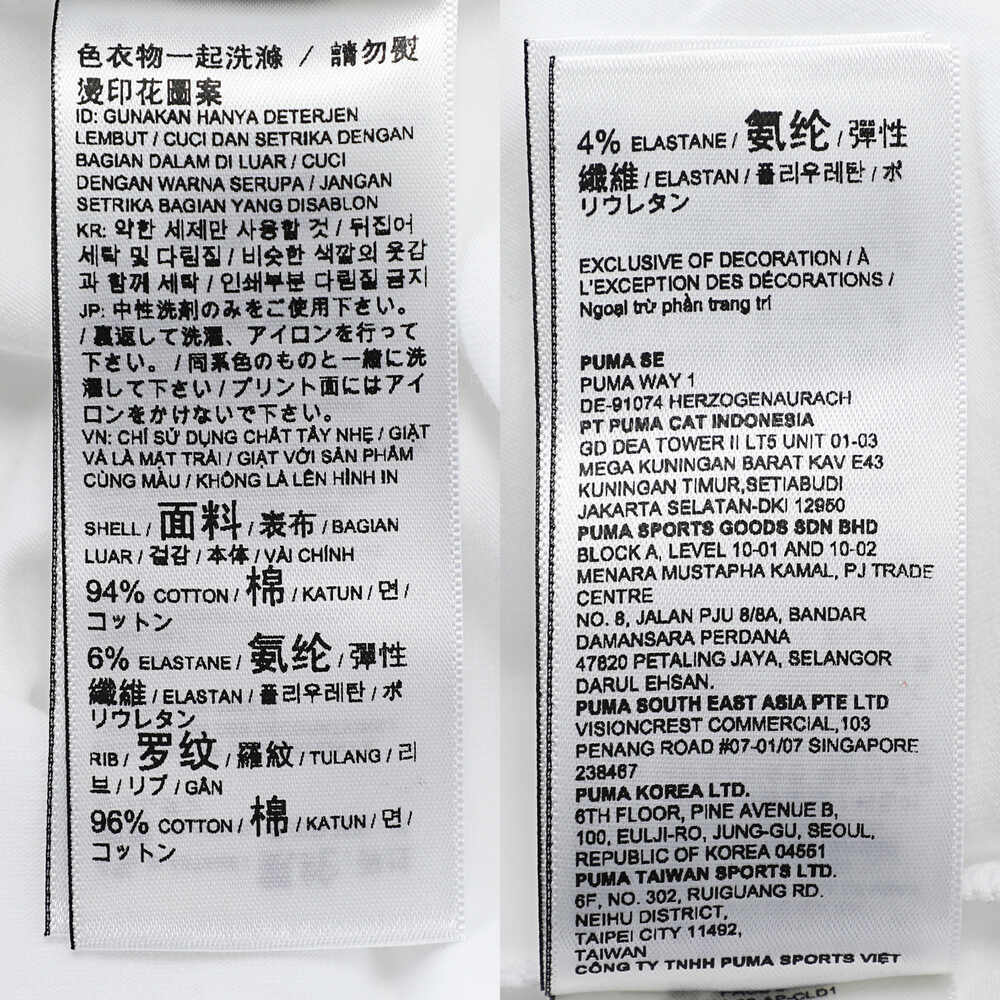 色衣物一起洗滌 / 請勿熨
燙印花圖案
ID: GUNAKAN HANYA DETERJEN
LEMBUT / CUCI DAN SETRIKA DENGAN
BAGIAN DALAM DI LUAR / CUCI
DENGAN WARNA SERUPA / JANGAN
SETRIKA BAGIAN YANG DISABLON
KR: 약한 세제만 사용할 것 / 뒤집어
세탁 및 다림질 / 비슷한 색깔의 옷감
과 함께 세탁 / 인쇄부분 다림질 금지
JP: 中性洗剤のみをご使用下さい。
/ 裏返して洗濯、アイロンを行って
下さい。 / 同系色のものと一緒に洗
濯して下さい / プリント面にはアイ
ロンをかけないで下さい。
VN: CHỈ SỬ DỤNG CHẤT TẨY NHẸ / GIẶT
VÀ LÀ MẶT TRÁI / GIẶT VỚI SẢN PHẨM
CÙNG MÀU / KHÔNG LÀ LÊN HÌNH IN
SHELL / 面料 / 表布 / BAGIAN
LUAR / 겉감 / 本体 / VẢI CHÍNH
94% COTTON / 棉 / KATUN / 면 /
コットン
6% ELASTANE / 氨纶 / 彈性
纖維 / ELASTAN / 폴리우레탄 / ポ
リウレタン
RIB / 罗纹 / 羅紋 / TULANG / 리
브 / リブ / GÂN
96% COTTON / 棉 / KATUN / 면 /
コットン
4% ELASTANE / 氨纶 / 彈性
纖維 / ELASTAN / 폴리우레탄 / ポ
リウレタン
EXCLUSIVE OF DECORATION / À
L'EXCEPTION DES DÉCORATIONS /
Ngoại trừ phần trang trí
PUMA SE
PUMA WAY 1
DE-91074 HERZOGENAURACH
PT PUMA CAT INDONESIA
GD DEA TOWER II LT5 UNIT 01-03
MEGA KUNINGAN BARAT KAV E43
KUNINGAN TIMUR,SETIABUDI
JAKARTA SELATAN-DKI 12950
PUMA SPORTS GOODS SDN BHD
BLOCK A, LEVEL 10-01 AND 10-02
MENARA MUSTAPHA KAMAL, PJ TRADE
CENTRE
NO. 8, JALAN PJU 8/8A, BANDAR
DAMANSARA PERDANA
47820 PETALING JAYA, SELANGOR
DARUL EHSAN.
PUMA SOUTH EAST ASIA PTE LTD
VISIONCREST COMMERCIAL,103
PENANG ROAD #07-01/07 SINGAPORE
238467
PUMA KOREA LTD.
6TH FLOOR, PINE AVENUE B,
100, EULJI-RO, JUNG-GU, SEOUL,
REPUBLIC OF KOREA 04551
PUMA TAIWAN SPORTS LTD.
6F, NO. 302, RUIGUANG RD.
NEIHU DISTRICT,
TAIPEI CITY 11492,
TAIWAN
CÔNG TY TNHH PUMA SPORTS VIỆT